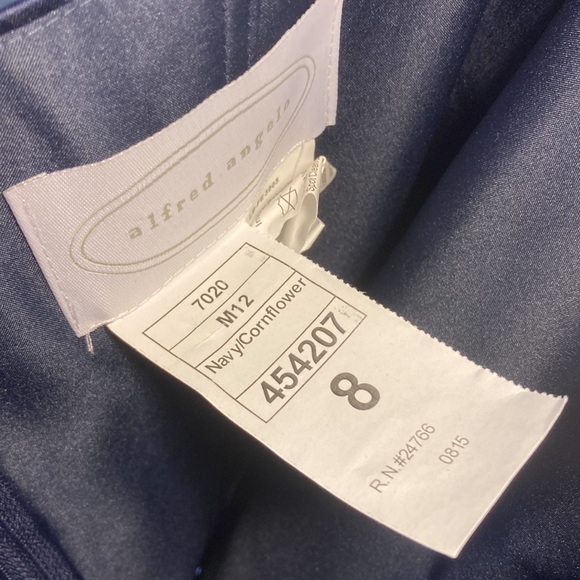 alfred angelo
7020
M12
Navy/Cornflower
454207
8
R.N.#24766
0815